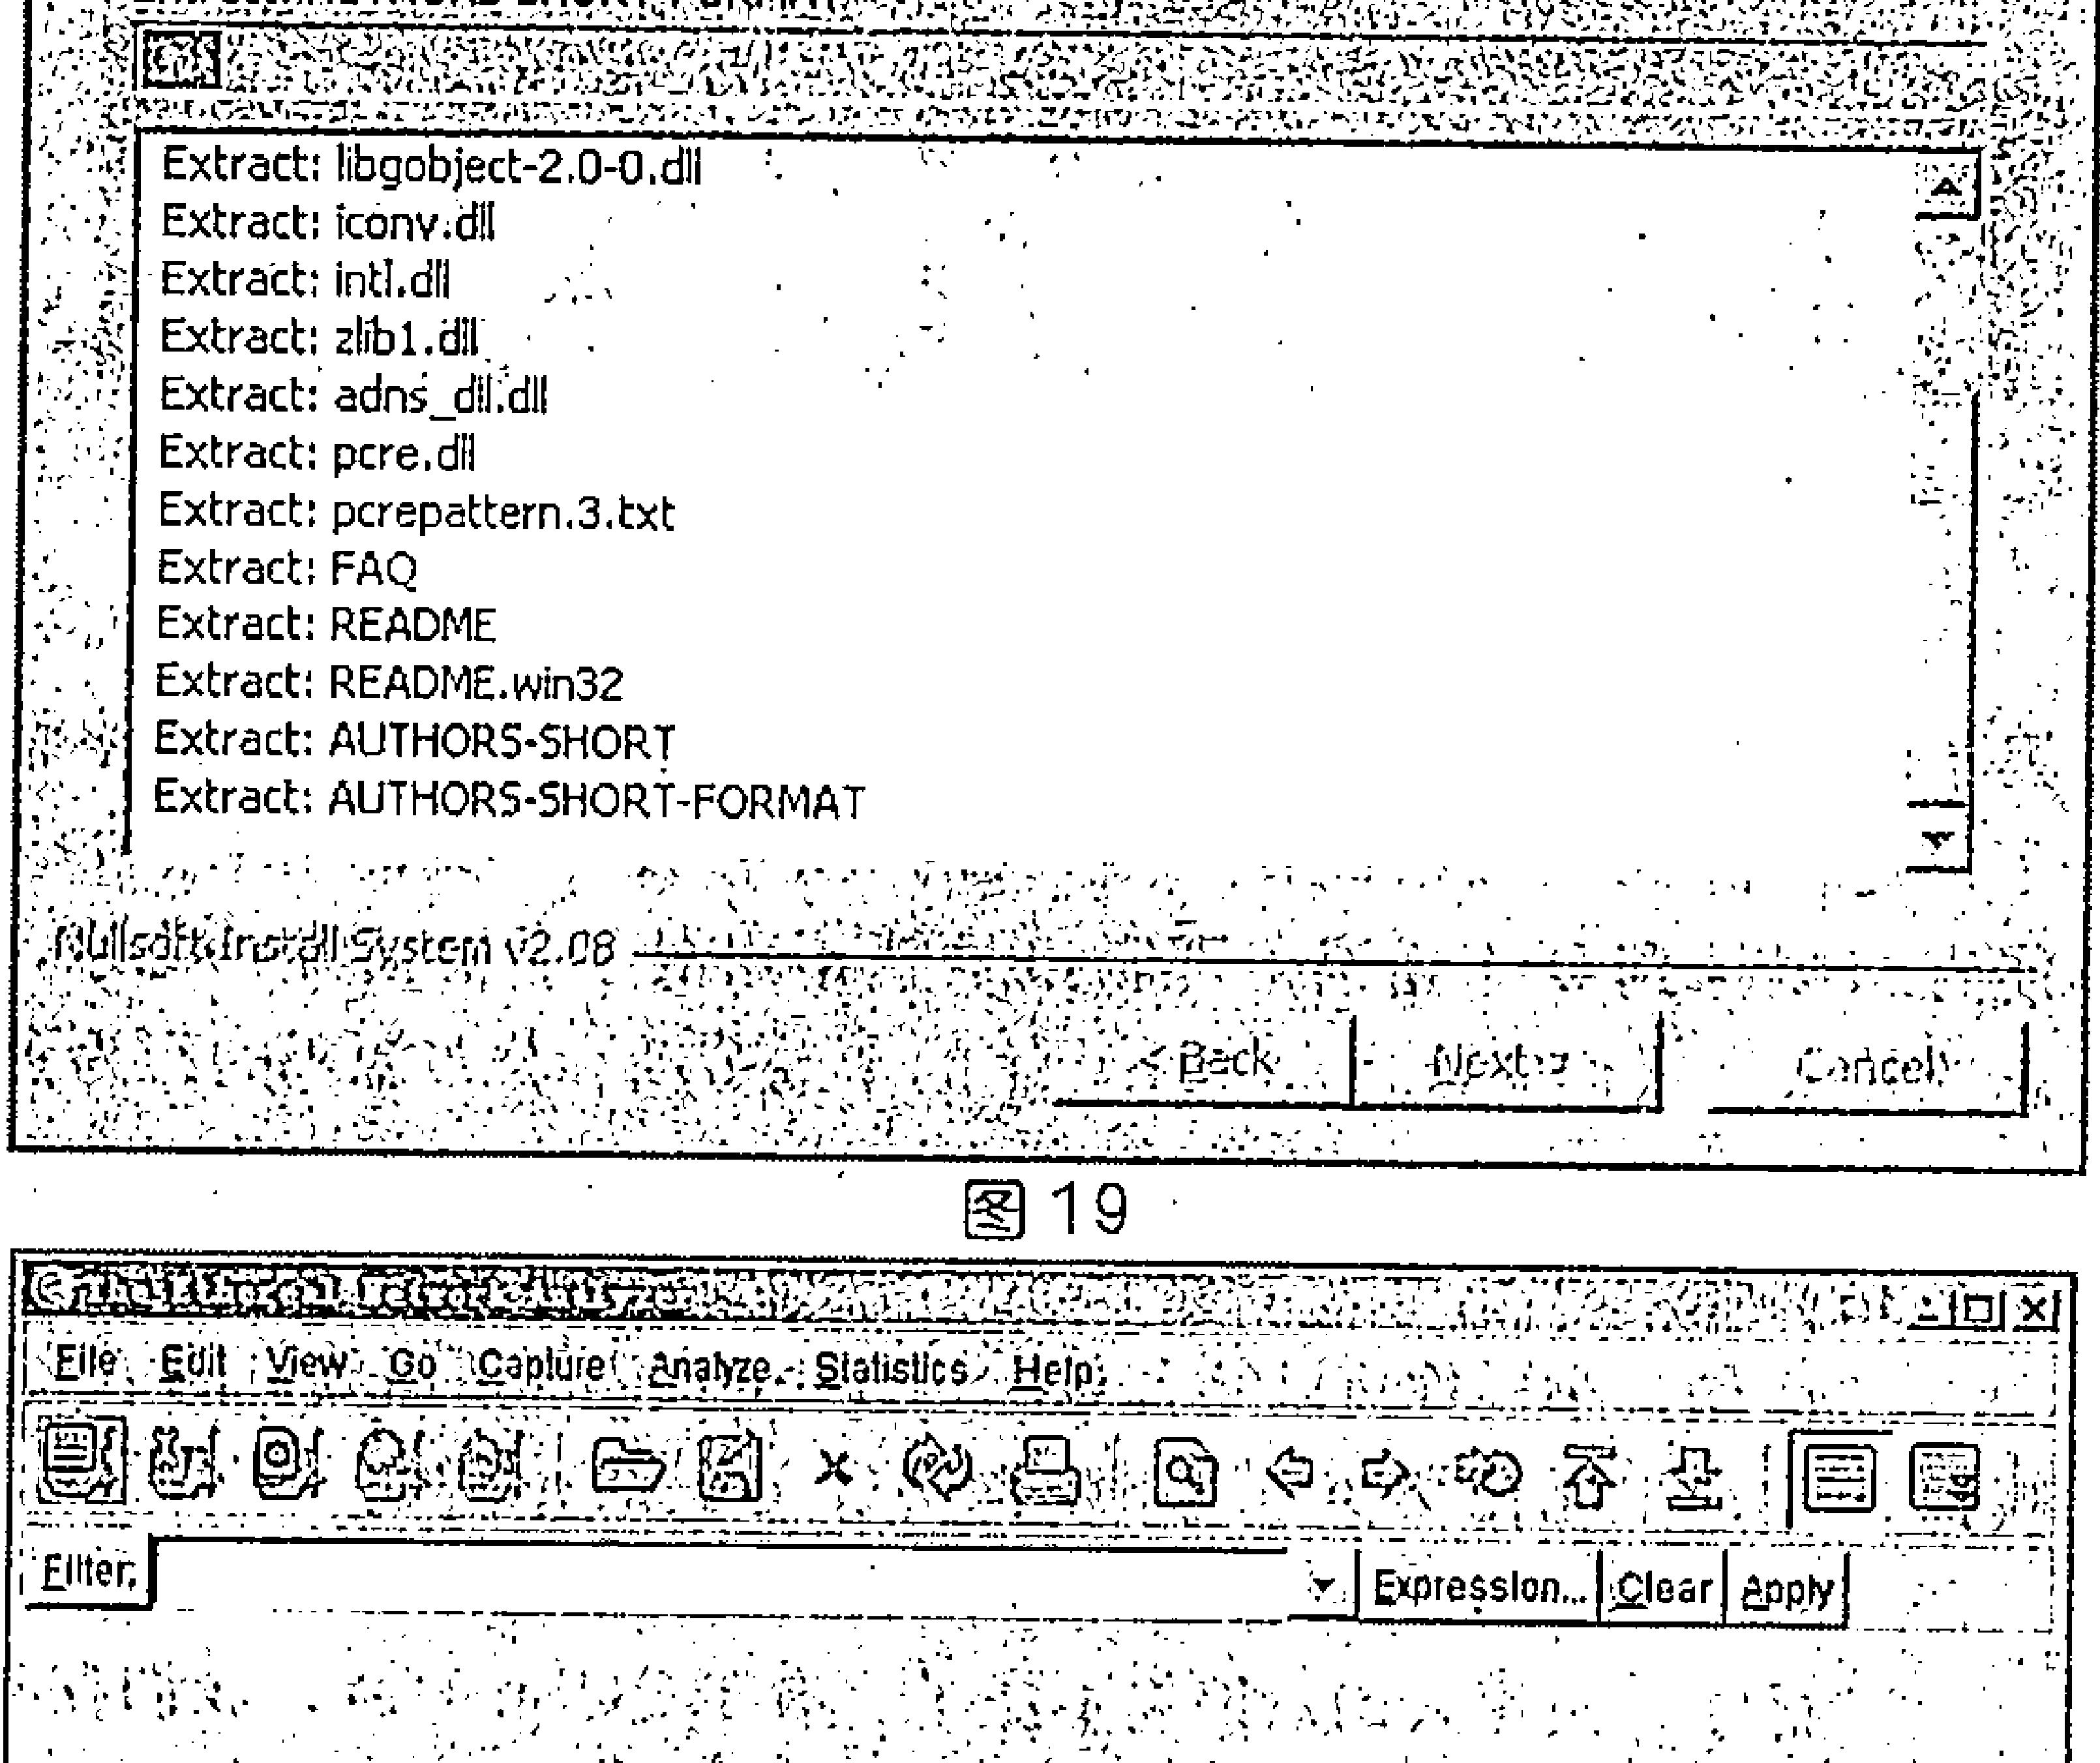 Extract: libgobject-2.0-0.dll
Extract: iconv.dll
Extract: intl.dll
Extract: zlib1.dll
Extract: adns_dll.dll
Extract: pcre.dll
Extract: pcrepattern.3.txt
Extract: FAQ
Extract: README
Extract: README.win32
Extract: AUTHORS-SHORT
Extract: AUTHORS-SHORT-FORMAT
Nullsoft Install System v2.08
< Back Next > Cancel
图 19
File Edit View Go Capture Analyze Statistics Help
Filter: Expression... Clear Apply